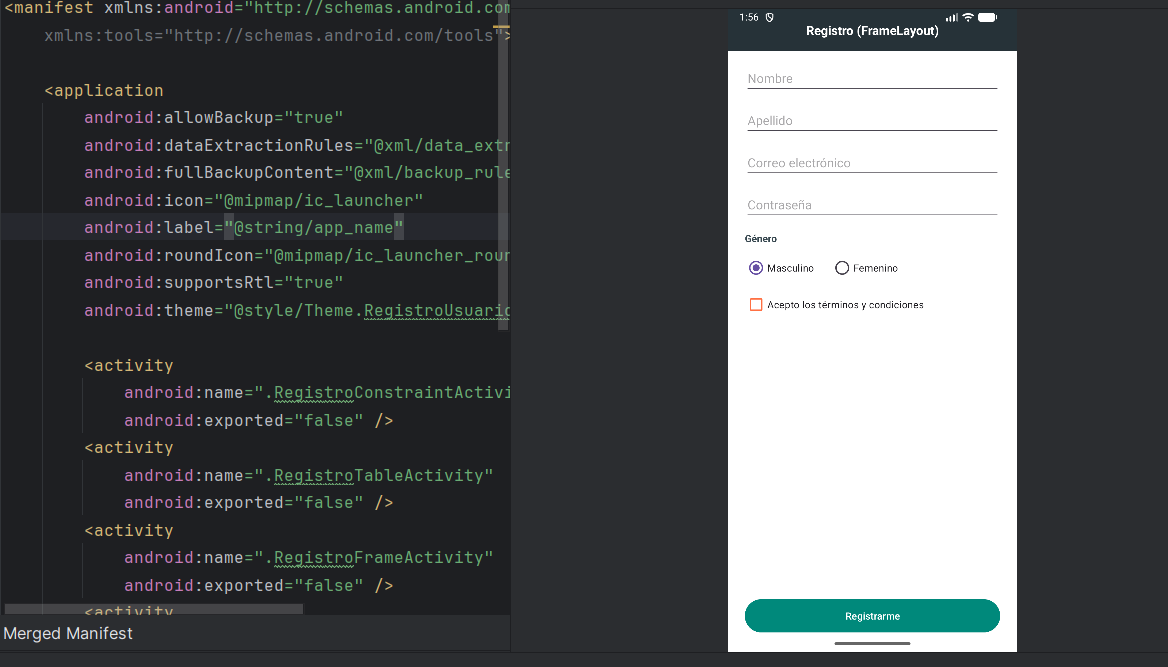 <manifest xmlns:android="http://schemas.android.com
xmlns:tools="http://schemas.android.com/tools">
<application
android:allowBackup="true"
android:dataExtractionRules="@xml/data_extr
android:fullBackupContent="@xml/backup_rule
android:icon="@mipmap/ic_launcher"
android:label="@string/app_name"
android:roundIcon="@mipmap/ic_launcher_roun
android:supportsRtl="true"
android:theme="@style/Theme.RegistroUsuario
<activity
android:name=".RegistroConstraintActivi
android:exported="false" />
<activity
android:name=".RegistroTableActivity"
android:exported="false" />
<activity
android:name=".RegistroFrameActivity"
android:exported="false" />
<activity
Merged Manifest
1:56
Registro (FrameLayout)
Nombre
Apellido
Correo electrónico
Contraseña
Género
Masculino Femenino
Acepto los términos y condiciones
Registrarme